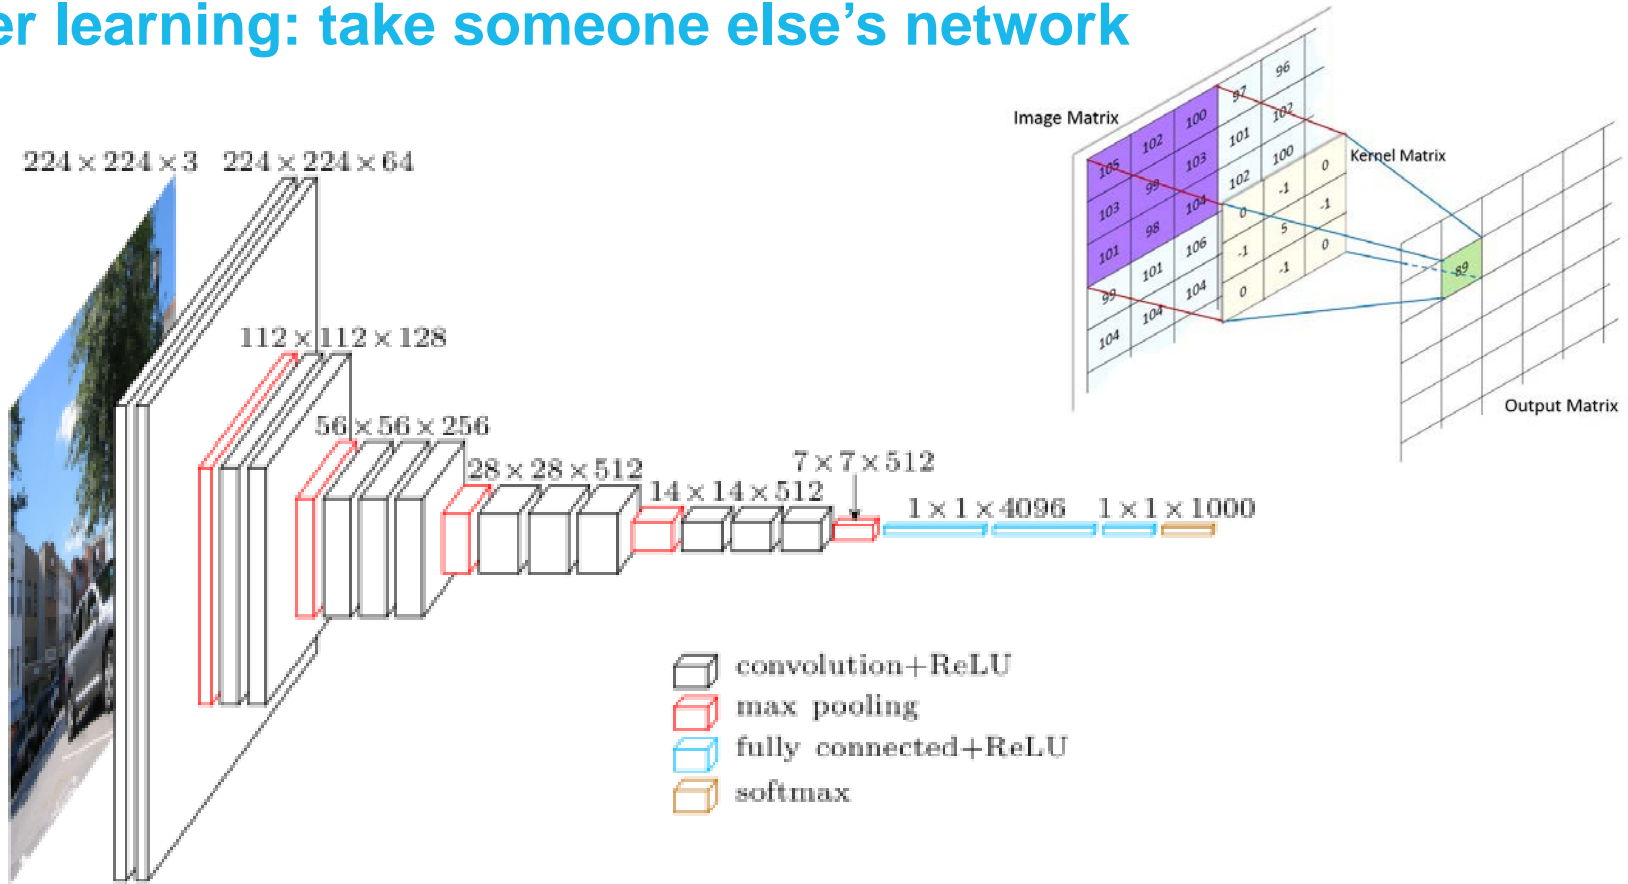 er learning: take someone else's network
224 × 224 × 3
224 × 224 × 64
112 × 112 × 128
56 × 56 × 256
28 × 28 × 512
14 × 14 × 512
7 × 7 × 512
1 × 1 × 4096
1 × 1 × 1000
convolution+ReLU
max pooling
fully connected+ReLU
softmax
Image Matrix
105 102 100 97 96
103 99 103 101 102
101 98 104 102 100
99 101 106
104 104 104
Kernel Matrix
0 -1 0
-1 5 -1
0 -1 0
89
Output Matrix